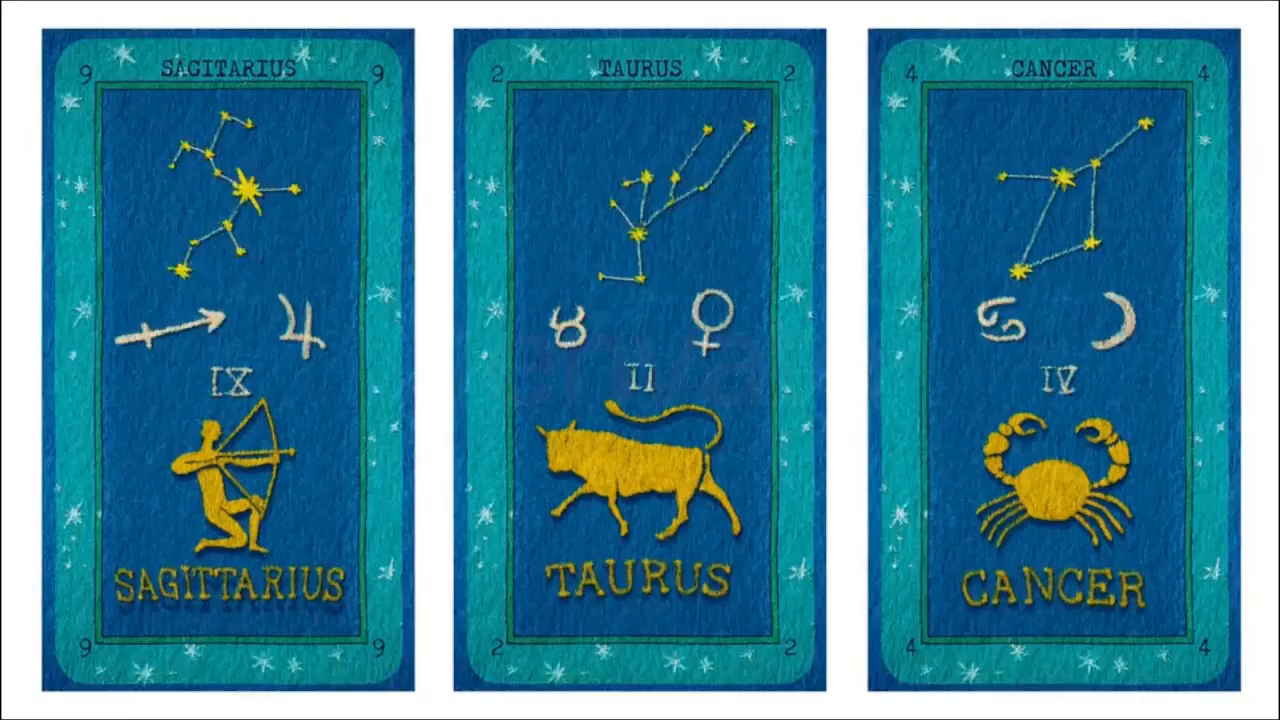 SAGITARIUS
9 9
IX
SAGITTARIUS
9 9
TAURUS
2 2
II
TAURUS
2 2
CANCER
4 4
IV
CANCER
4 4